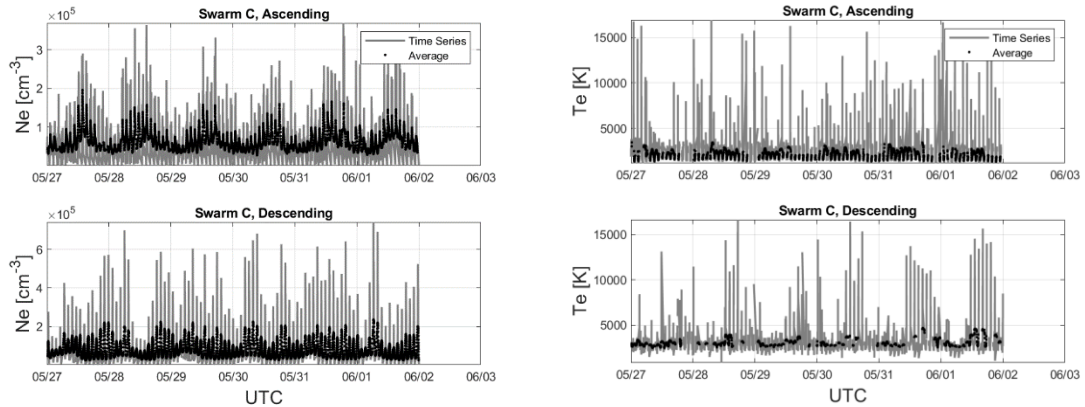 Swarm C, Ascending
×10⁵
Ne [cm⁻³]
3
2
1
Time Series
Average
05/27 05/28 05/29 05/30 05/31 06/01 06/02 06/03
Swarm C, Ascending
Te [K]
15000
10000
5000
Time Series
Average
05/27 05/28 05/29 05/30 05/31 06/01 06/02 06/03
Swarm C, Descending
×10⁵
Ne [cm⁻³]
6
4
2
05/27 05/28 05/29 05/30 05/31 06/01 06/02 06/03
UTC
Swarm C, Descending
Te [K]
15000
10000
5000
05/27 05/28 05/29 05/30 05/31 06/01 06/02 06/03
UTC